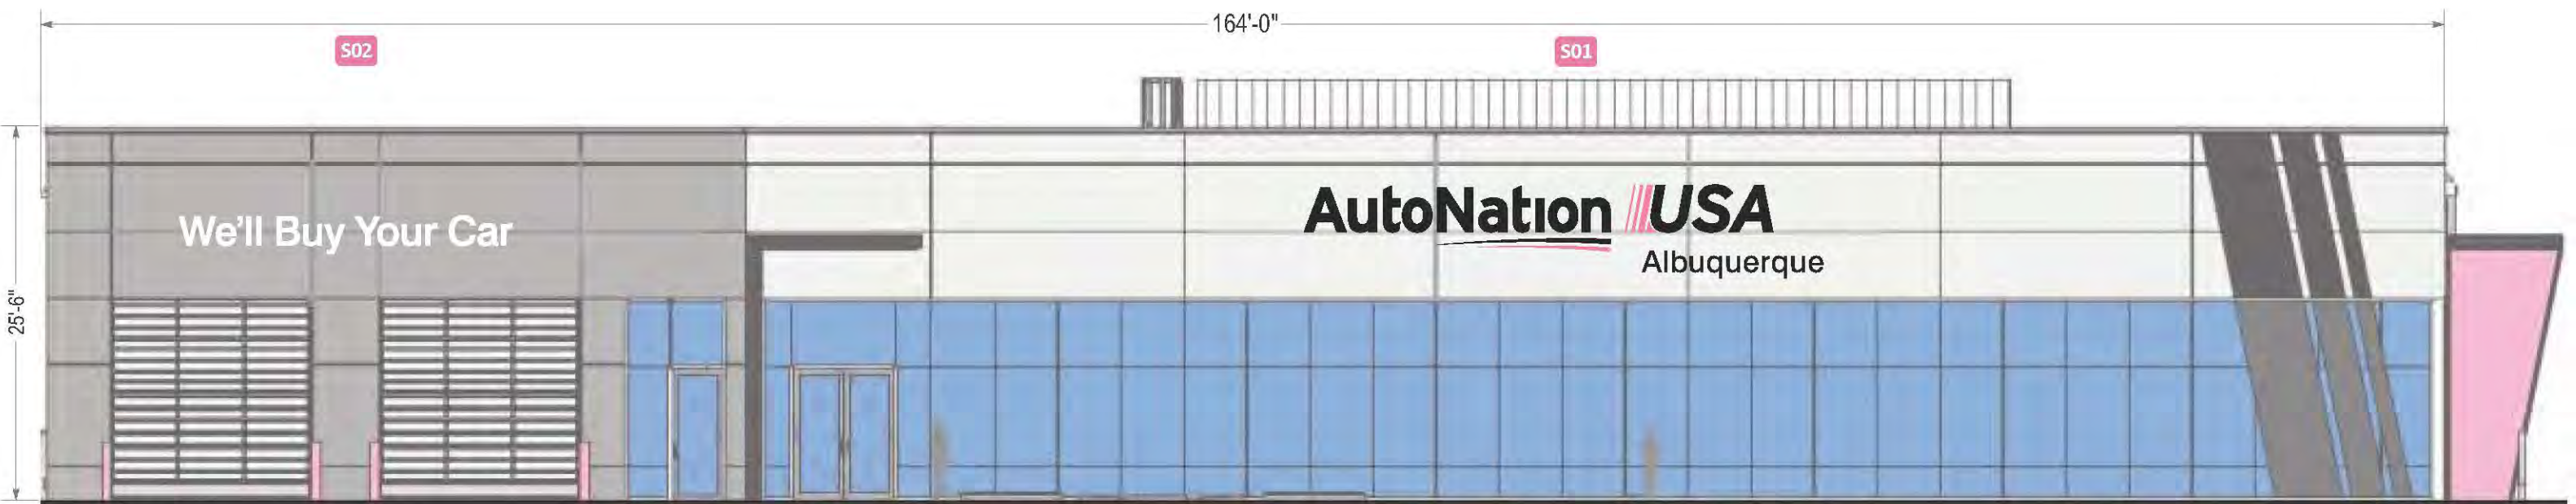 164'-0"
S02
S01
25'-6"
We'll Buy Your Car
AutoNation USA
Albuquerque